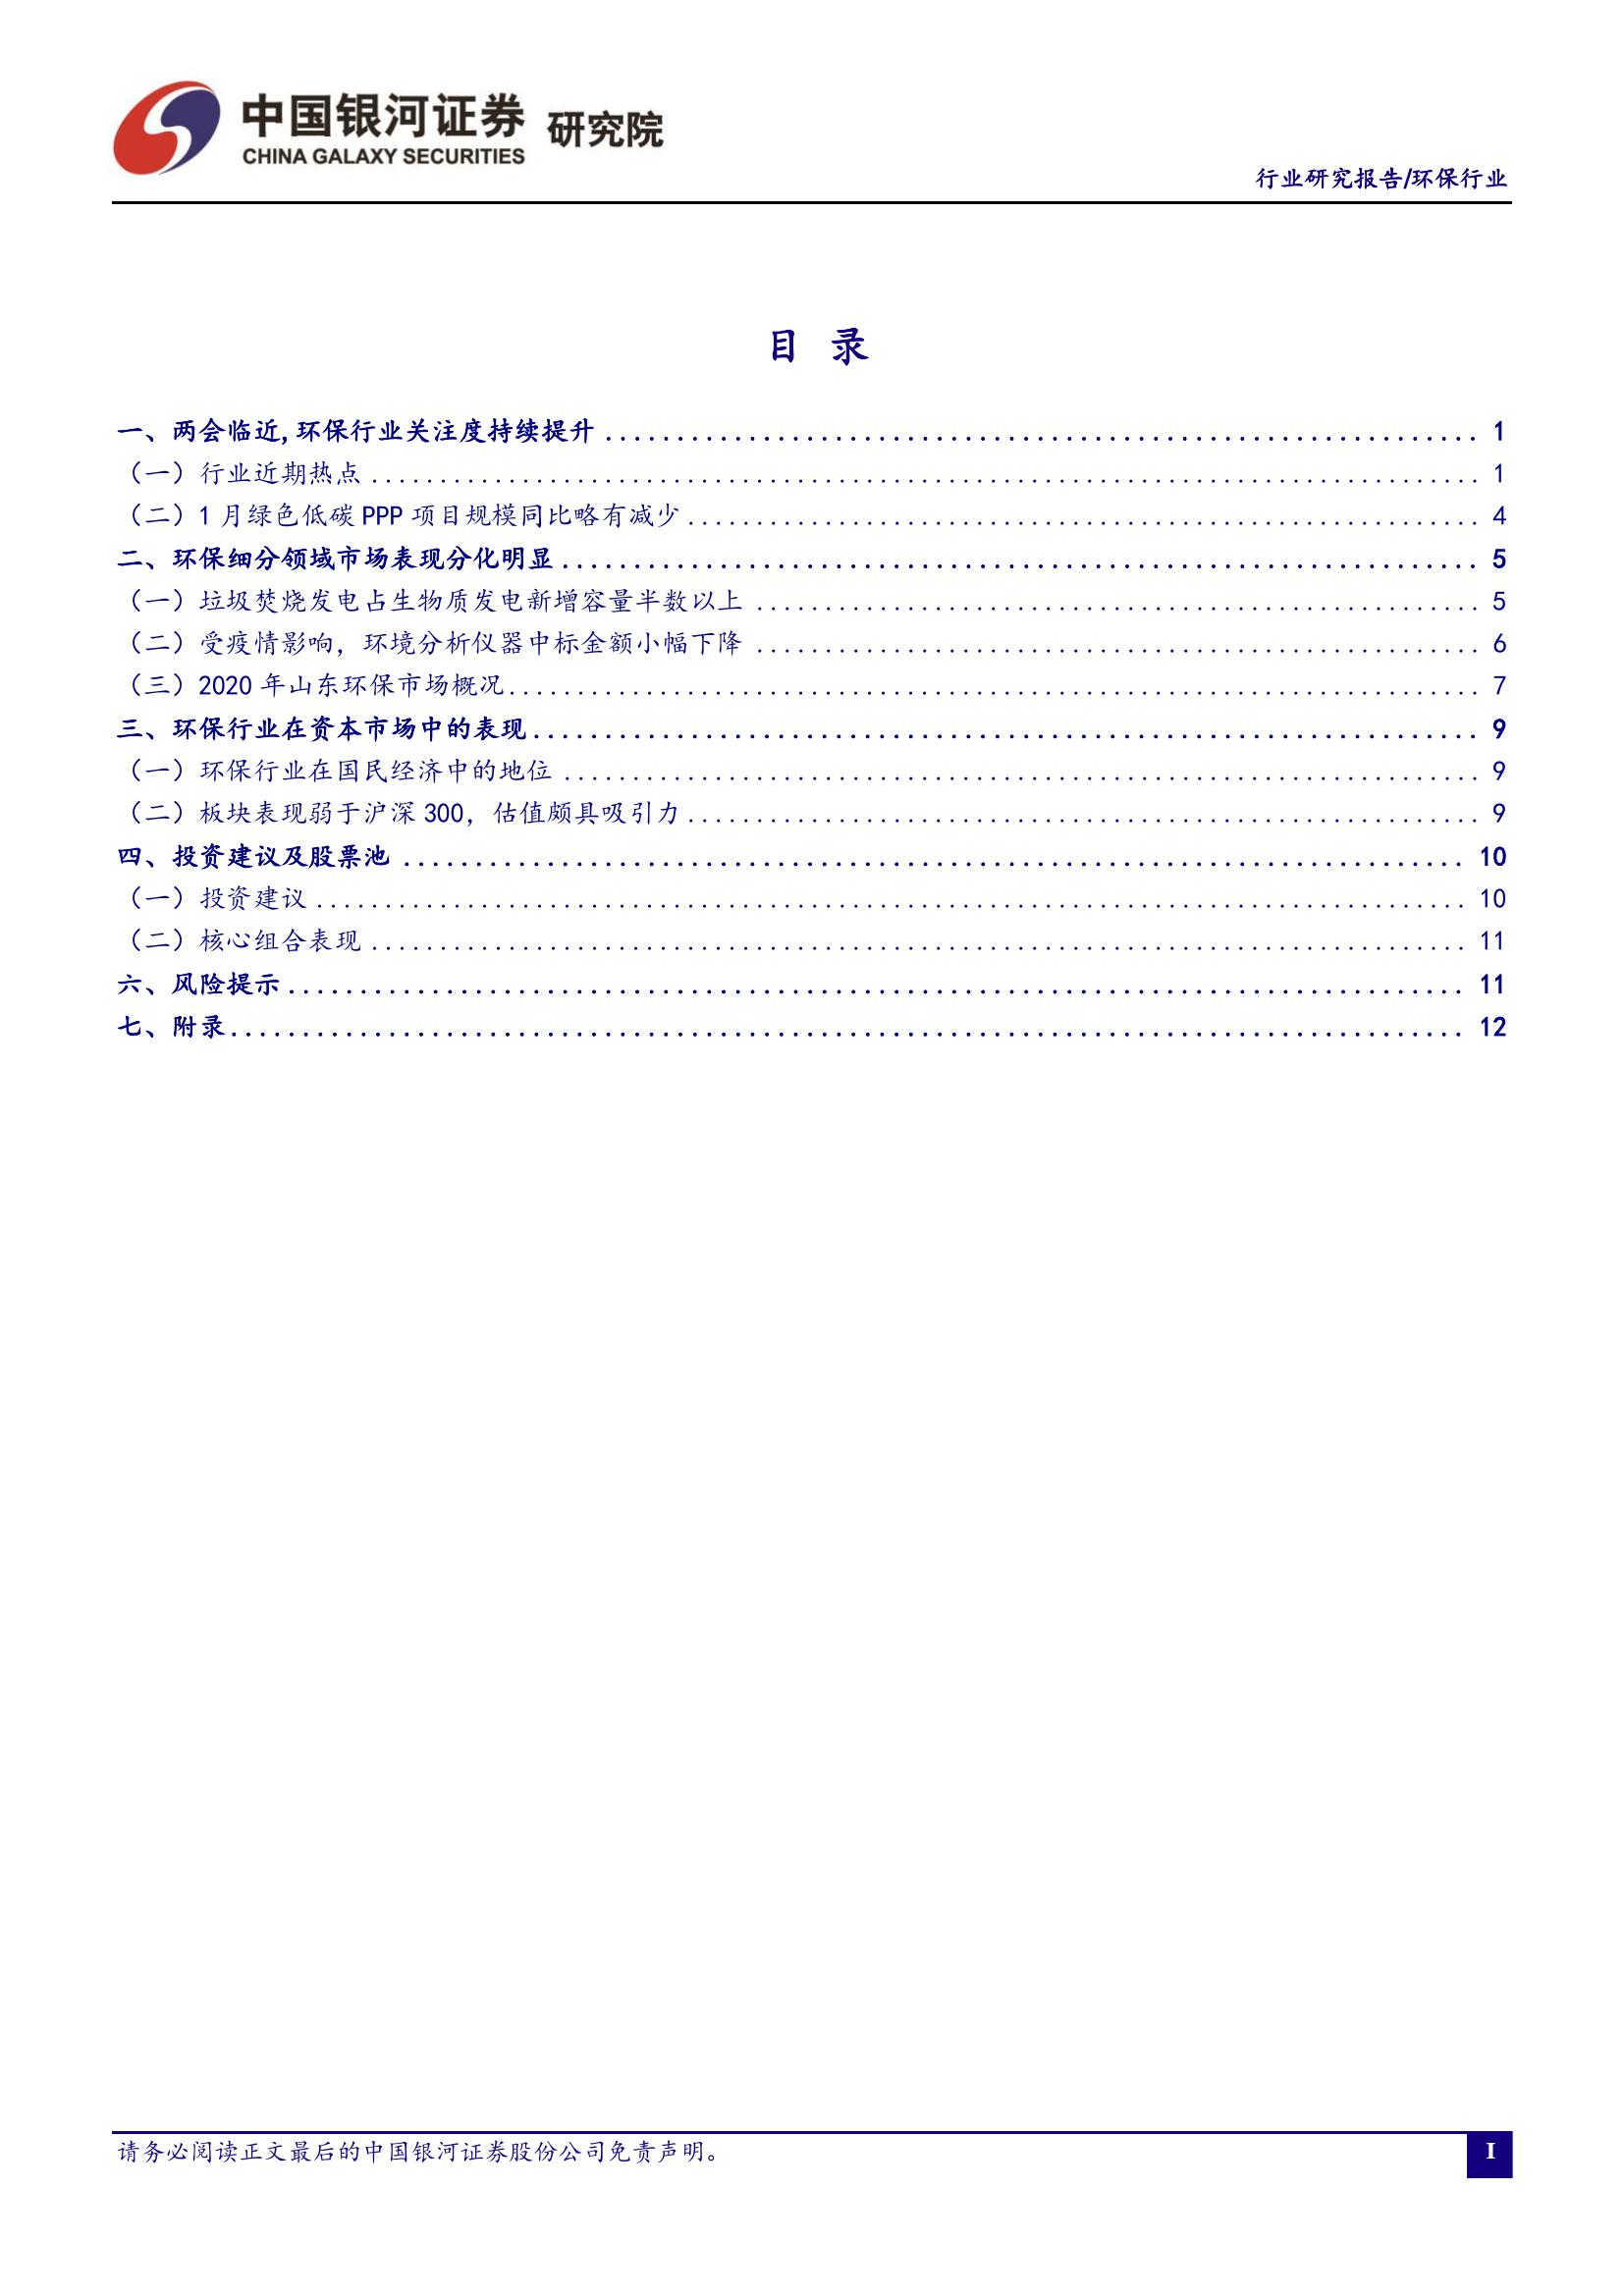 中国银河证券 研究院
CHINA GALAXY SECURITIES
行业研究报告/环保行业
目 录
一、两会临近,环保行业关注度持续提升 ............................................................ 1
（一）行业近期热点 ............................................................ 1
（二）1 月绿色低碳 PPP 项目规模同比略有减少 ............................................................ 4
二、环保细分领域市场表现分化明显 ............................................................ 5
（一）垃圾焚烧发电占生物质发电新增容量半数以上 ............................................................ 5
（二）受疫情影响，环境分析仪器中标金额小幅下降 ............................................................ 6
（三）2020 年山东环保市场概况 ............................................................ 7
三、环保行业在资本市场中的表现 ............................................................ 9
（一）环保行业在国民经济中的地位 ............................................................ 9
（二）板块表现弱于沪深 300，估值颇具吸引力 ............................................................ 9
四、投资建议及股票池 ............................................................ 10
（一）投资建议 ............................................................ 10
（二）核心组合表现 ............................................................ 11
六、风险提示 ............................................................ 11
七、附录 ............................................................ 12
请务必阅读正文最后的中国银河证券股份公司免责声明。
I